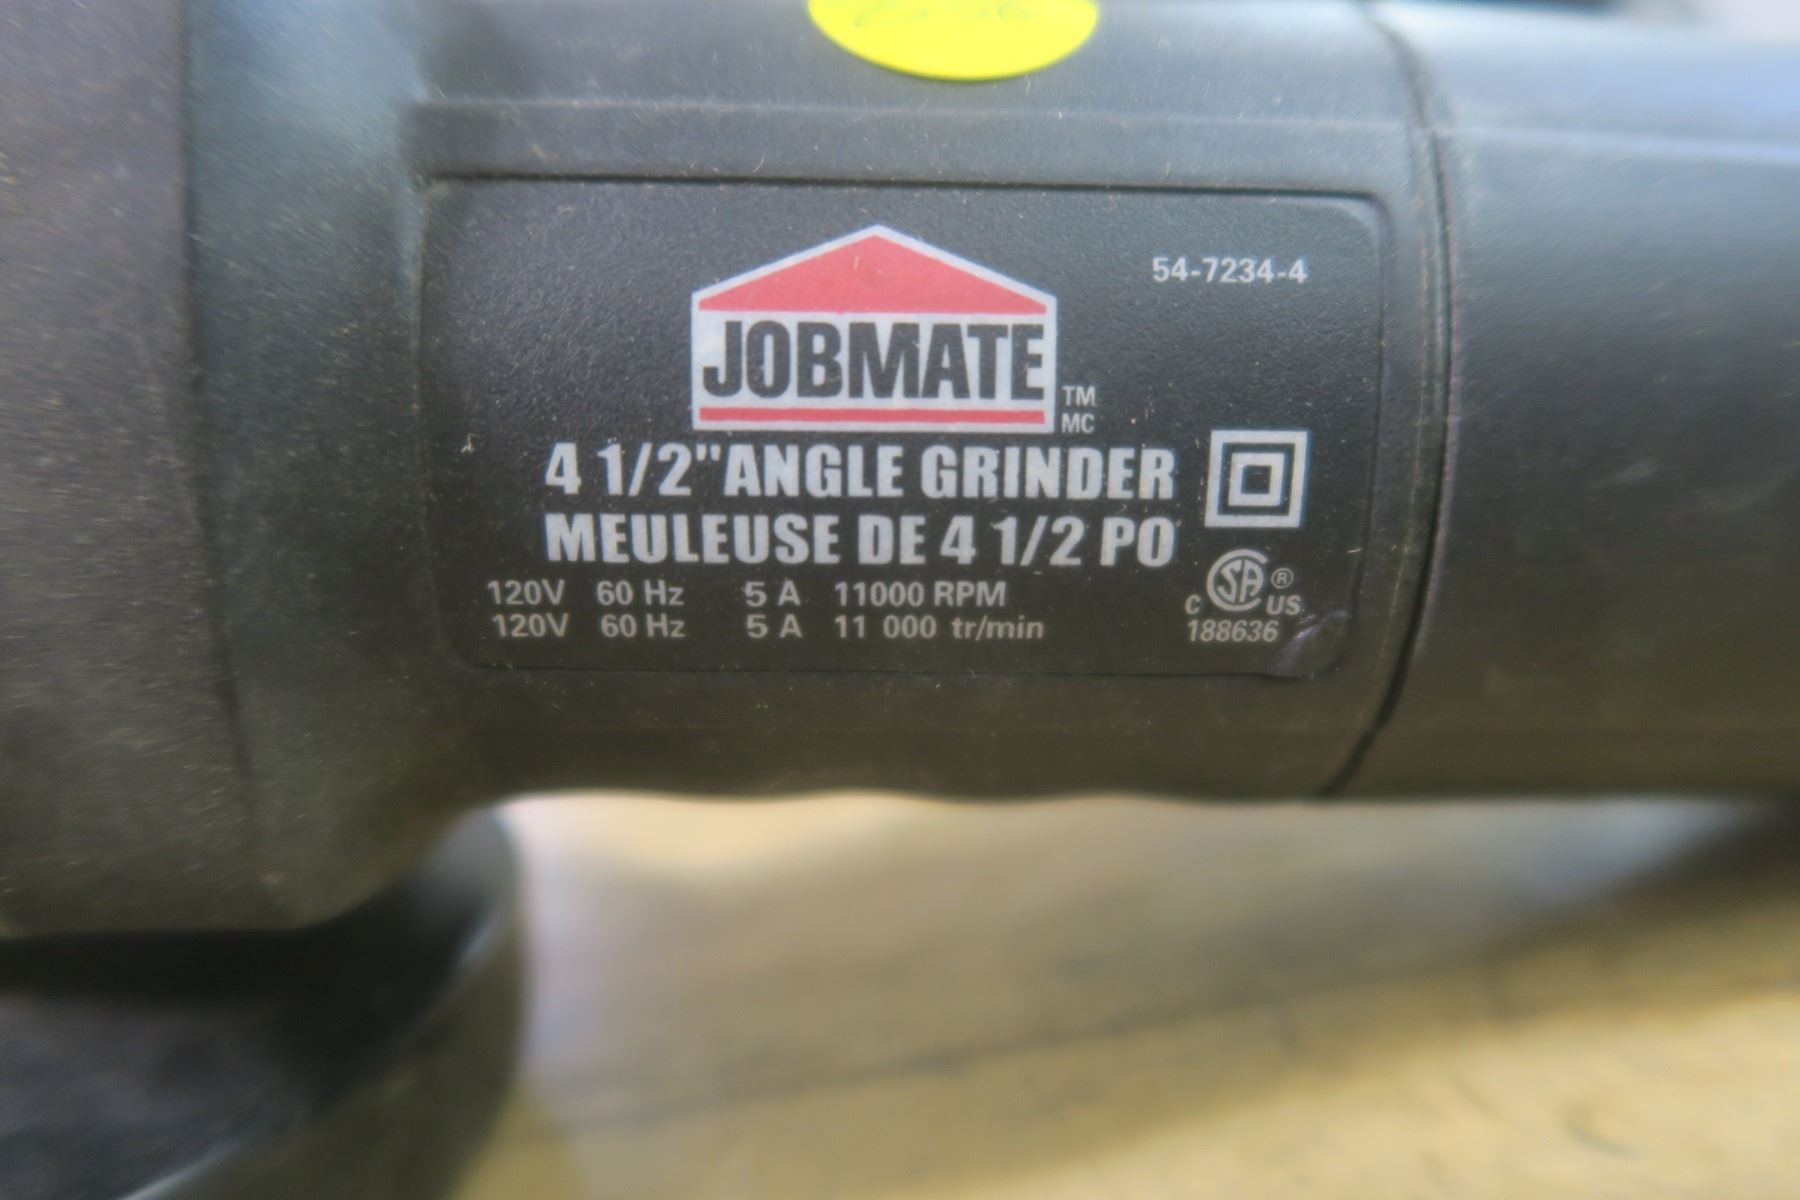 54-7234-4
JOBMATE
TM
MC
4 1/2" ANGLE GRINDER
MEULEUSE DE 4 1/2 PO
120V 60 Hz 5 A 11000 RPM
120V 60 Hz 5 A 11 000 tr/min
SA ®
C US
188636